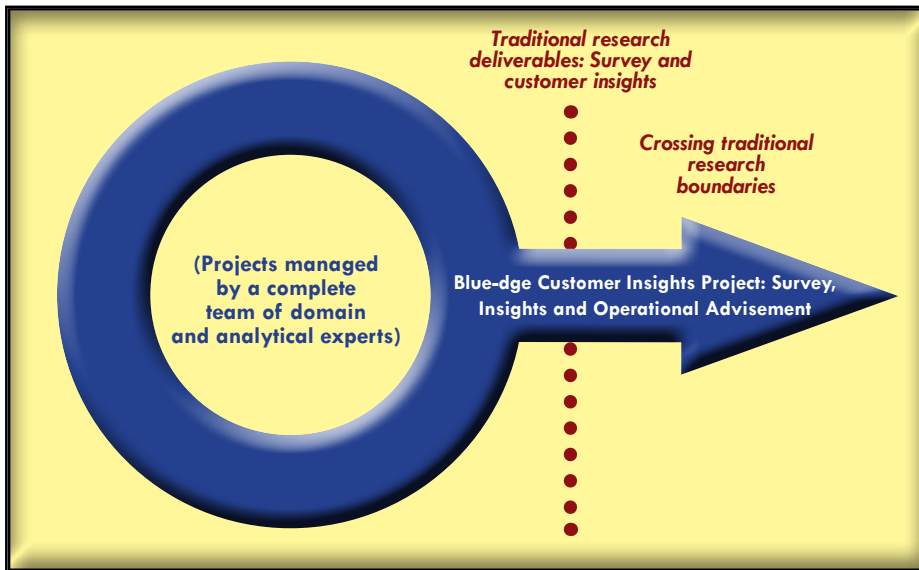 Traditional research
deliverables: Survey and
customer insights
Crossing traditional
research
boundaries
(Projects managed
by a complete
team of domain
and analytical experts)
Blue-dge Customer Insights Project: Survey,
Insights and Operational Advisement